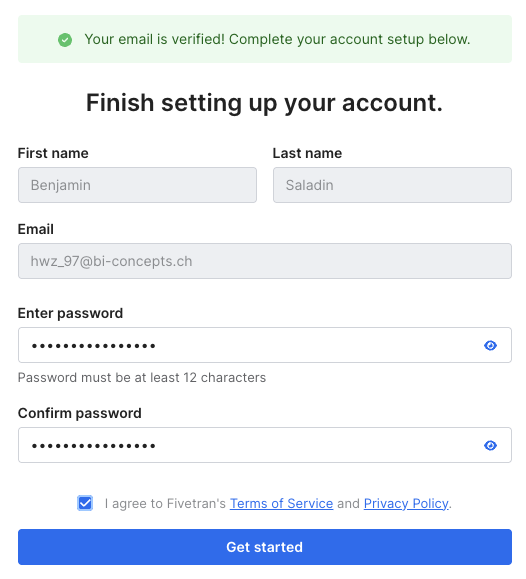 Your email is verified! Complete your account setup below.
Finish setting up your account.
First name
Last name
Benjamin
Saladin
Email
hwz_97@bi-concepts.ch
Enter password
••••••••••••••••
Password must be at least 12 characters
Confirm password
••••••••••••••••
I agree to Fivetran's Terms of Service and Privacy Policy.
Get started